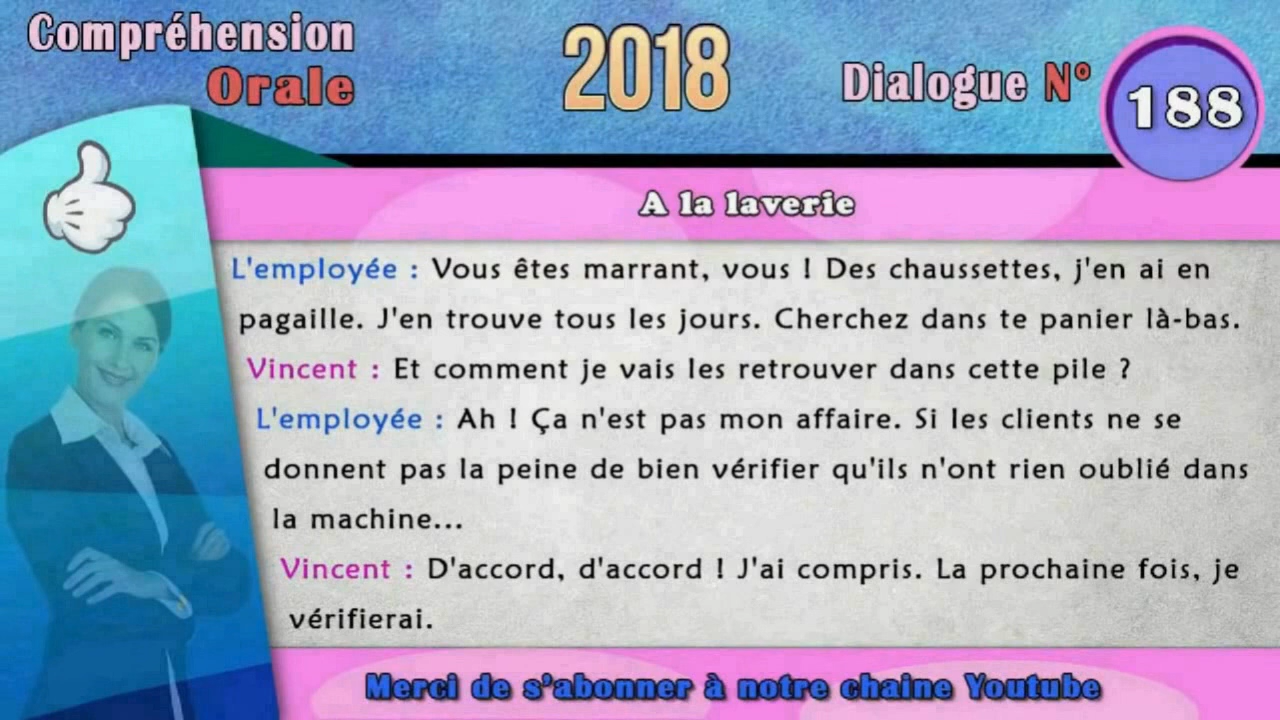 Compréhension
Orale
2018
Dialogue N°
188
A la laverie
L'employée : Vous êtes marrant, vous ! Des chaussettes, j'en ai en
pagaille. J'en trouve tous les jours. Cherchez dans te panier là-bas.
Vincent : Et comment je vais les retrouver dans cette pile ?
L'employée : Ah ! Ça n'est pas mon affaire. Si les clients ne se
donnent pas la peine de bien vérifier qu'ils n'ont rien oublié dans
la machine...
Vincent : D'accord, d'accord ! J'ai compris. La prochaine fois, je
vérifierai.
Merci de s'abonner à notre chaine Youtube